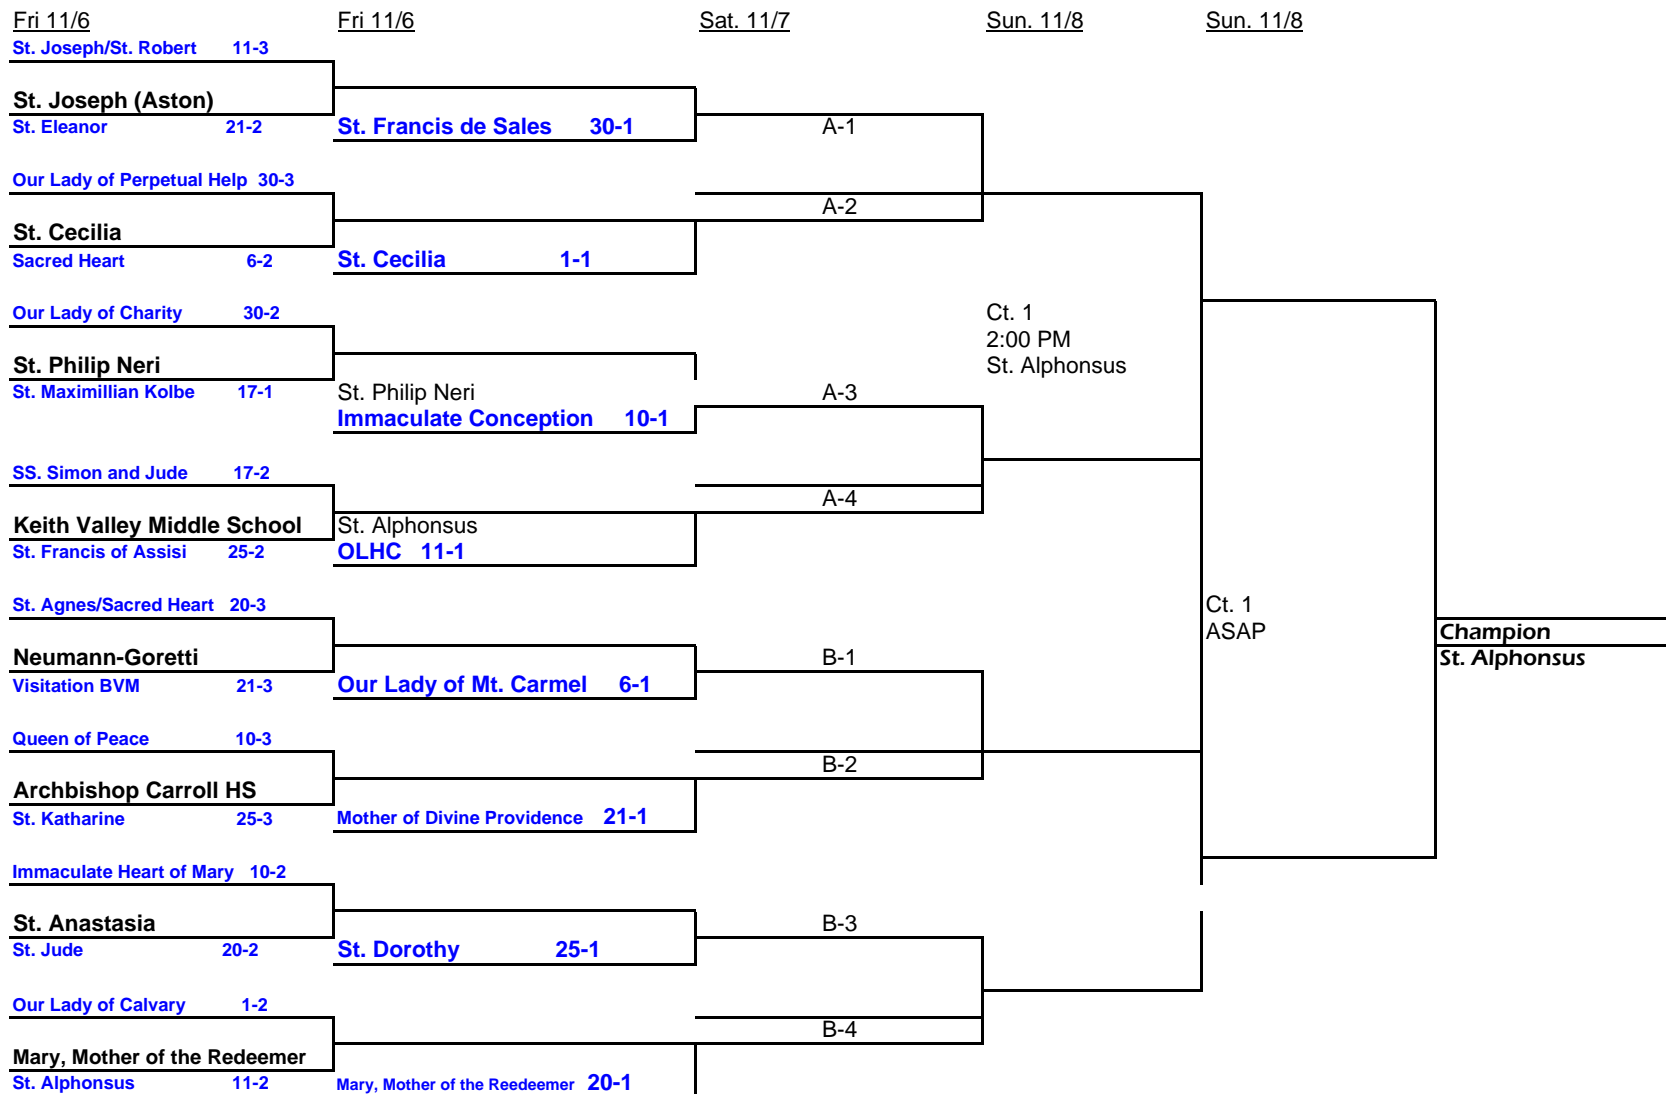 Fri 11/6 Fri 11/6 Sat. 11/7 Sun. 11/8 Sun. 11/8
St. Joseph/St. Robert 11-3
St. Joseph (Aston)
St. Eleanor 21-2 St. Francis de Sales 30-1 A-1
Our Lady of Perpetual Help 30-3
A-2
St. Cecilia
Sacred Heart 6-2 St. Cecilia 1-1
Our Lady of Charity 30-2 Ct. 1
2:00 PM
St. Philip Neri St. Alphonsus
St. Maximillian Kolbe 17-1 St. Philip Neri A-3
Immaculate Conception 10-1
SS. Simon and Jude 17-2
A-4
Keith Valley Middle School St. Alphonsus
St. Francis of Assisi 25-2 OLHC 11-1
St. Agnes/Sacred Heart 20-3 Ct. 1
ASAP Champion
Neumann-Goretti B-1 St. Alphonsus
Visitation BVM 21-3 Our Lady of Mt. Carmel 6-1
Queen of Peace 10-3
B-2
Archbishop Carroll HS
St. Katharine 25-3 Mother of Divine Providence 21-1
Immaculate Heart of Mary 10-2
St. Anastasia B-3
St. Jude 20-2 St. Dorothy 25-1
Our Lady of Calvary 1-2
B-4
Mary, Mother of the Redeemer
St. Alphonsus 11-2 Mary, Mother of the Reedeemer 20-1